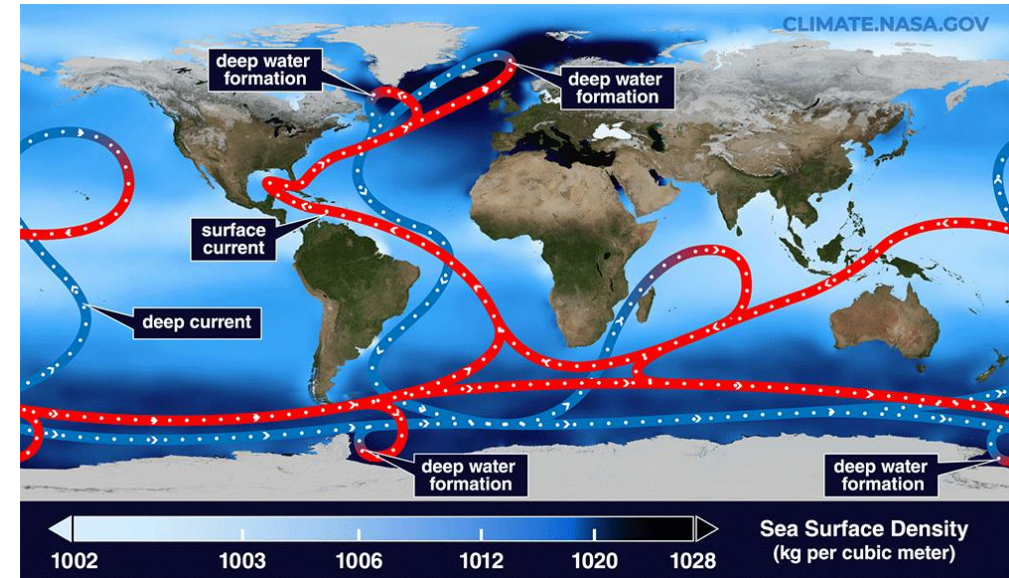 CLIMATE.NASA.GOV
deep water
formation
deep water
formation
surface
current
deep current
deep water
formation
deep water
formation
1002
1003
1006
1012
1020
1028
Sea Surface Density
(kg per cubic meter)